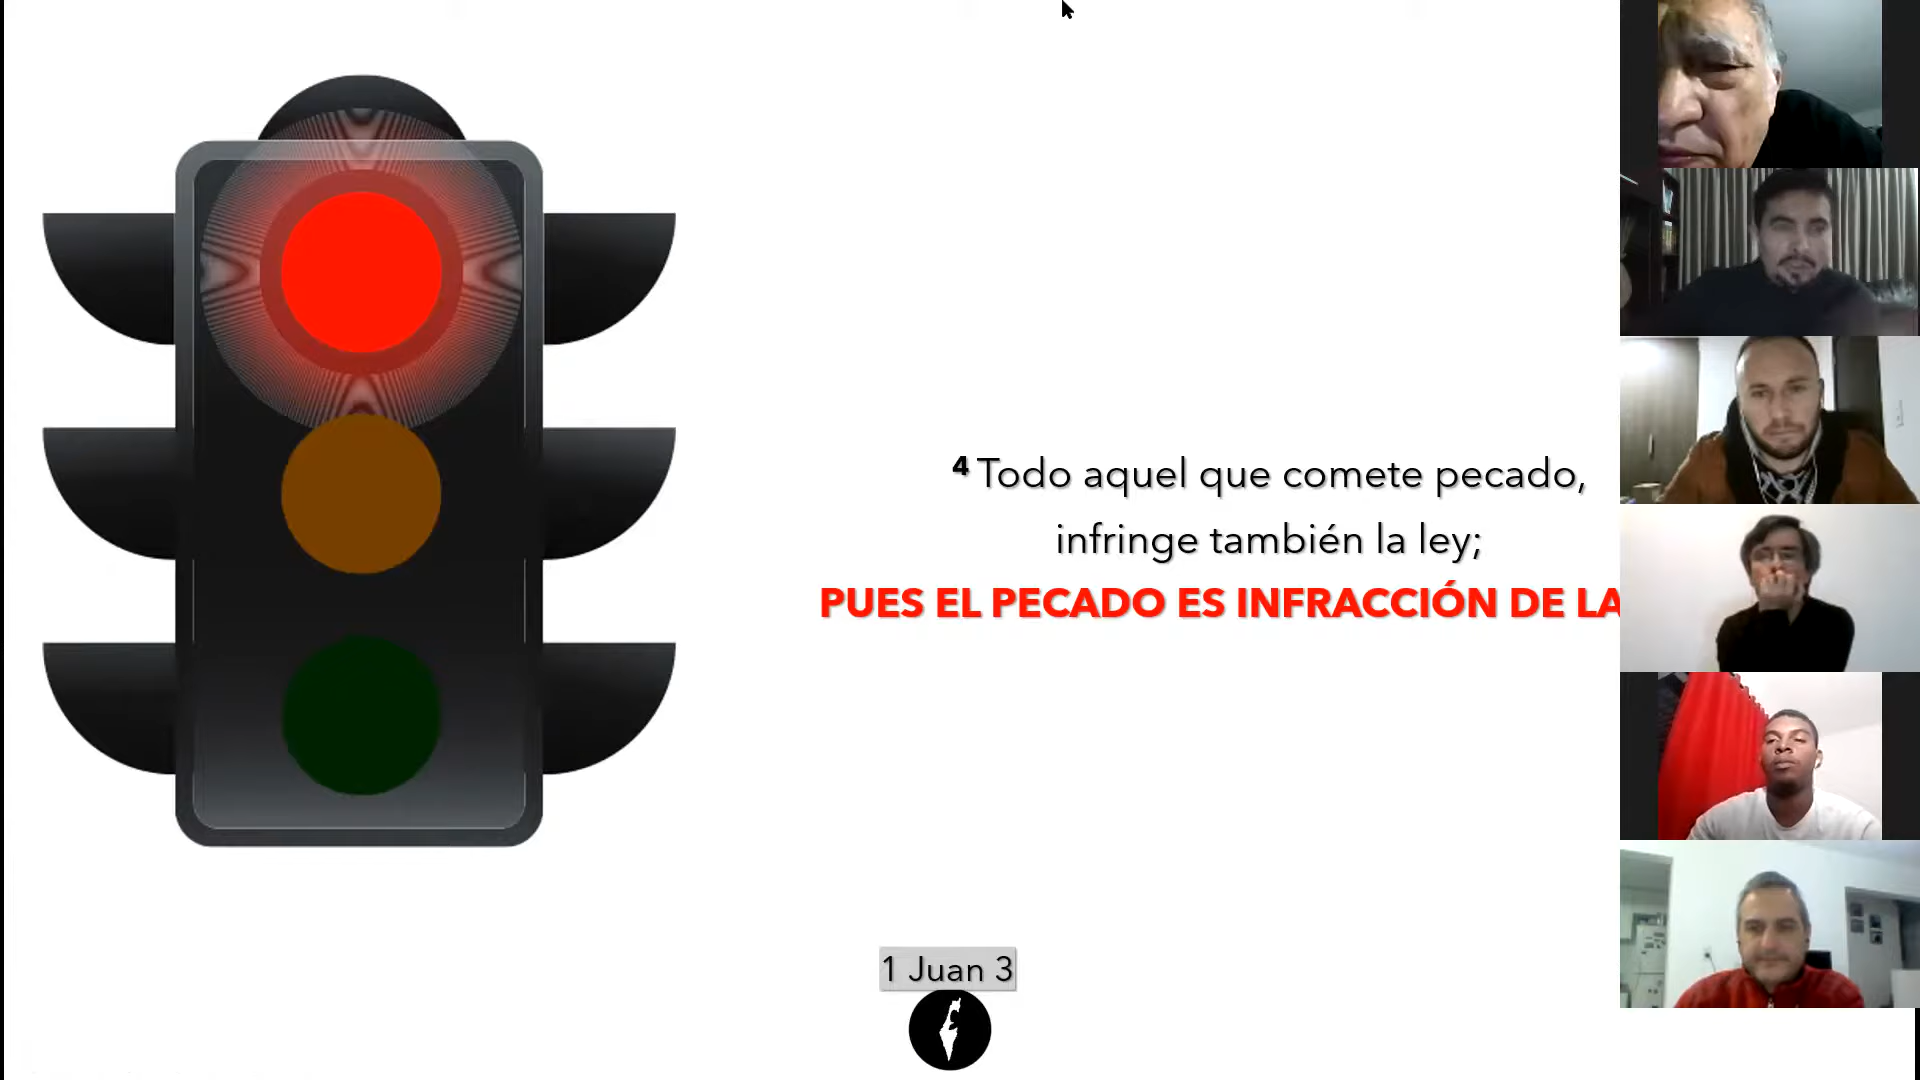 4 Todo aquel que comete pecado,
infringe también la ley;
PUES EL PECADO ES INFRACCIÓN DE LA
1 Juan 3